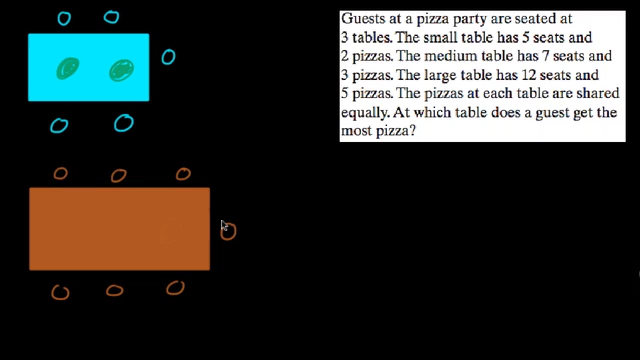 Guests at a pizza party are seated at
3 tables. The small table has 5 seats and
2 pizzas. The medium table has 7 seats and
3 pizzas. The large table has 12 seats and
5 pizzas. The pizzas at each table are shared
equally. At which table does a guest get the
most pizza?